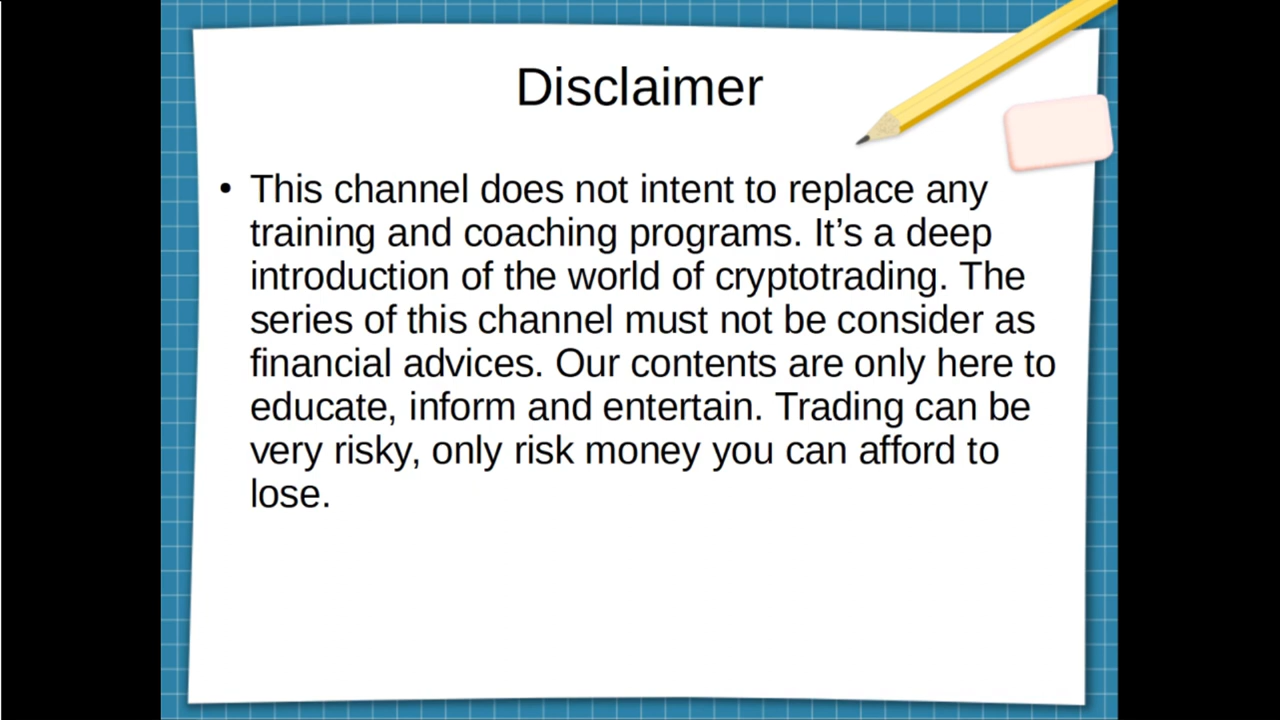 Disclaimer
• This channel does not intent to replace any
training and coaching programs. It’s a deep
introduction of the world of cryptotrading. The
series of this channel must not be consider as
financial advices. Our contents are only here to
educate, inform and entertain. Trading can be
very risky, only risk money you can afford to
lose.